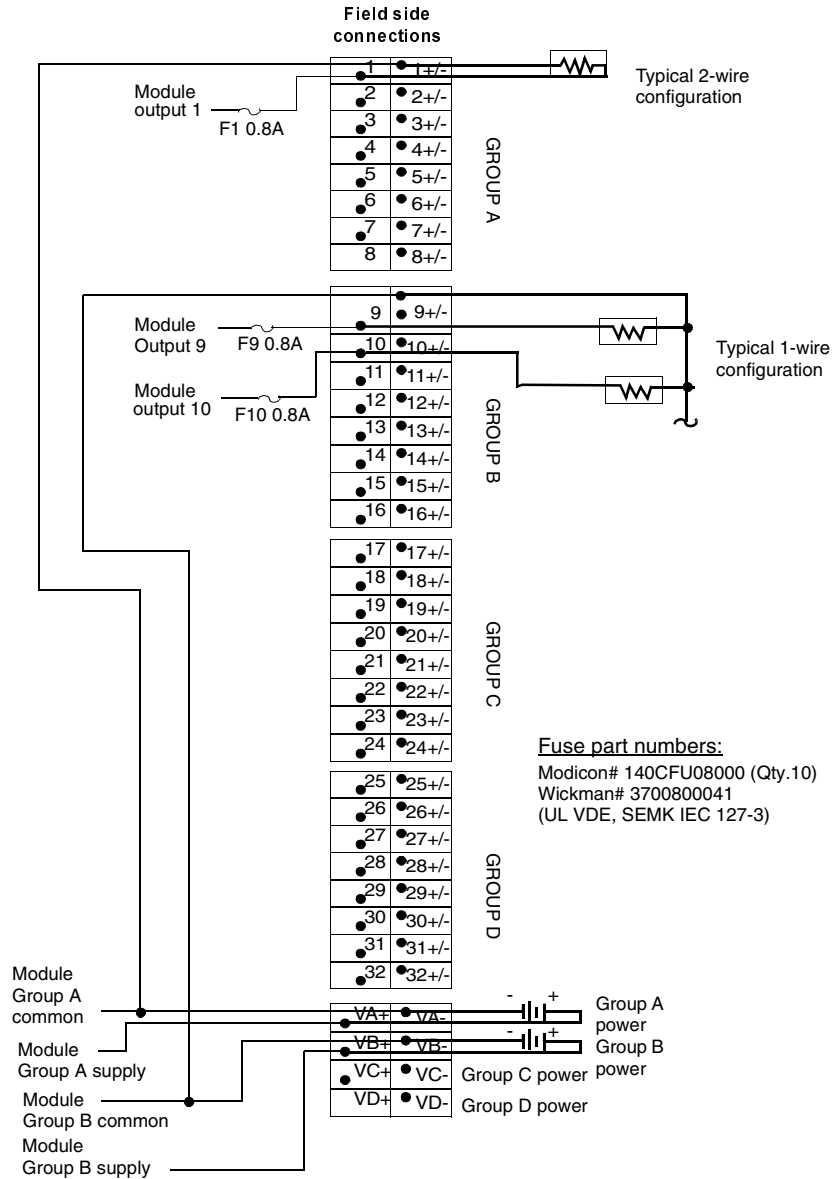 Field side
connections
1 1+/-
2 2+/-
3 3+/-
4 4+/-
5 5+/-
6 6+/-
7 7+/-
8 8+/-
GROUP A
Module
output 1
F1 0.8A
Typical 2-wire
configuration
9 9+/-
10 10+/-
11 11+/-
12 12+/-
13 13+/-
14 14+/-
15 15+/-
16 16+/-
GROUP B
Module
Output 9
F9 0.8A
Module
output 10
F10 0.8A
Typical 1-wire
configuration
17 17+/-
18 18+/-
19 19+/-
20 20+/-
21 21+/-
22 22+/-
23 23+/-
24 24+/-
GROUP C
Fuse part numbers:
Modicon# 140CFU08000 (Qty.10)
Wickman# 3700800041
(UL VDE, SEMK IEC 127-3)
25 25+/-
26 26+/-
27 27+/-
28 28+/-
29 29+/-
30 30+/-
31 31+/-
32 32+/-
GROUP D
Module
Group A
common
Module
Group A supply
Module
Group B common
Module
Group B supply
VA+ VA-
VB+ VB-
VC+ VC-
VD+ VD-
- +
Group A
power
- +
Group B
power
Group C power
Group D power